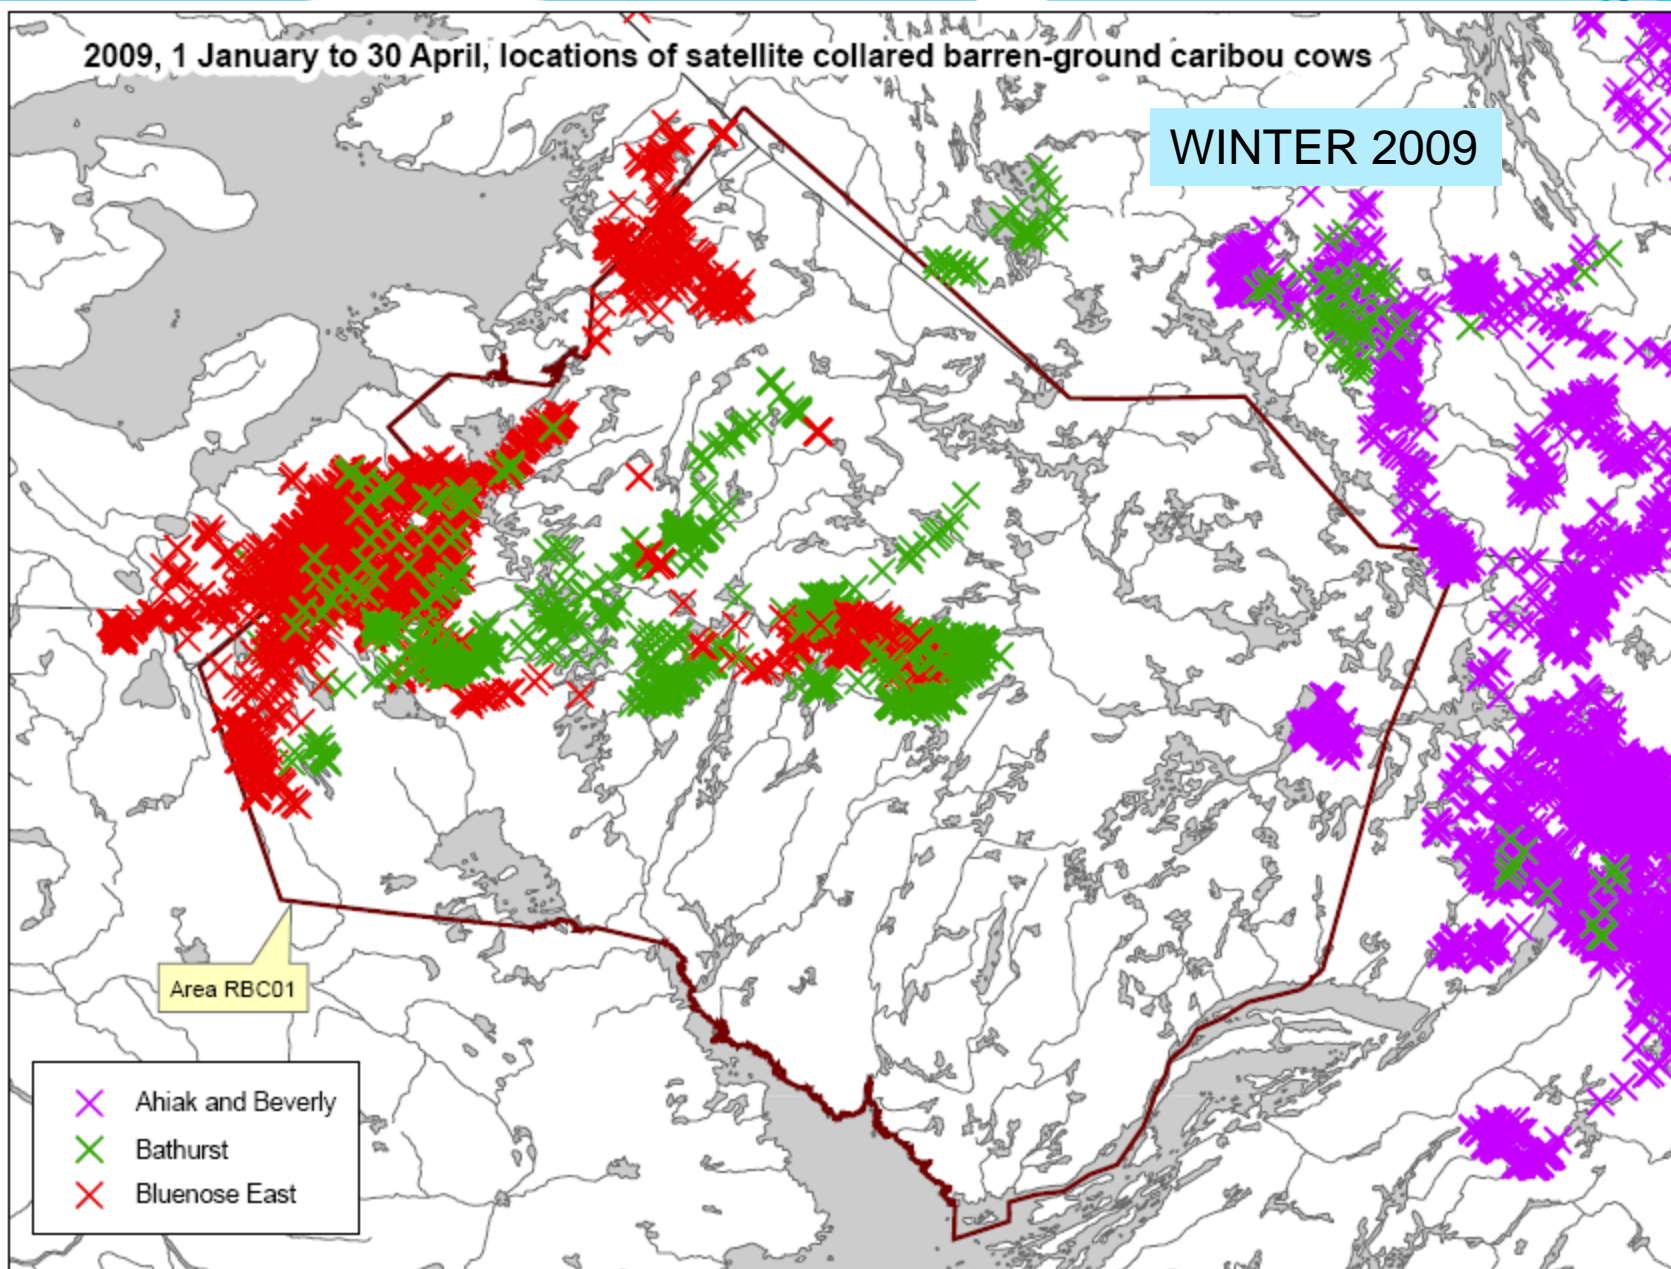 2009, 1 January to 30 April, locations of satellite collared barren-ground caribou cows
WINTER 2009
Area RBC01
Ahiak and Beverly
Bathurst
Bluenose East